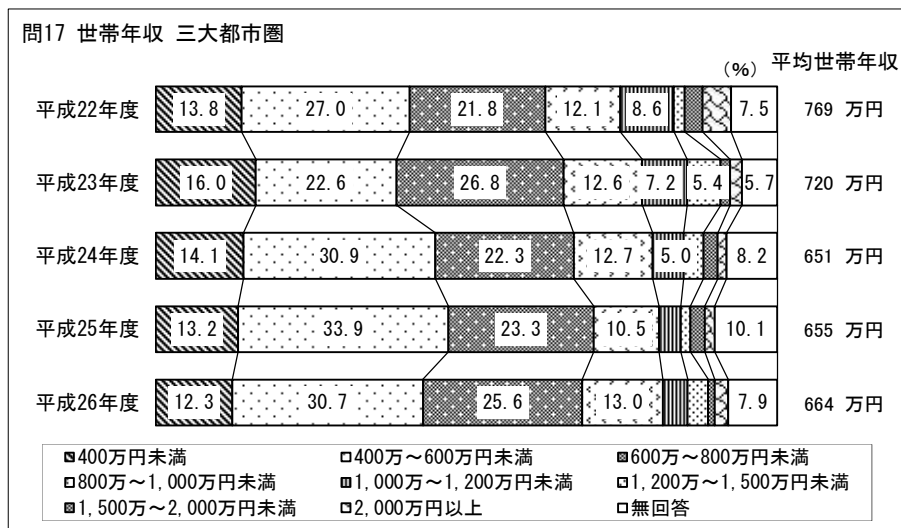 問17 世帯年収 三大都市圏
(%) 平均世帯年収
平成22年度 13.8 27.0 21.8 12.1 8.6 7.5 769 万円
平成23年度 16.0 22.6 26.8 12.6 7.2 5.4 5.7 720 万円
平成24年度 14.1 30.9 22.3 12.7 5.0 8.2 651 万円
平成25年度 13.2 33.9 23.3 10.5 10.1 655 万円
平成26年度 12.3 30.7 25.6 13.0 7.9 664 万円
400万円未満 400万～600万円未満 600万～800万円未満
800万～1,000万円未満 1,000万～1,200万円未満 1,200万～1,500万円未満
1,500万～2,000万円未満 2,000万円以上 無回答